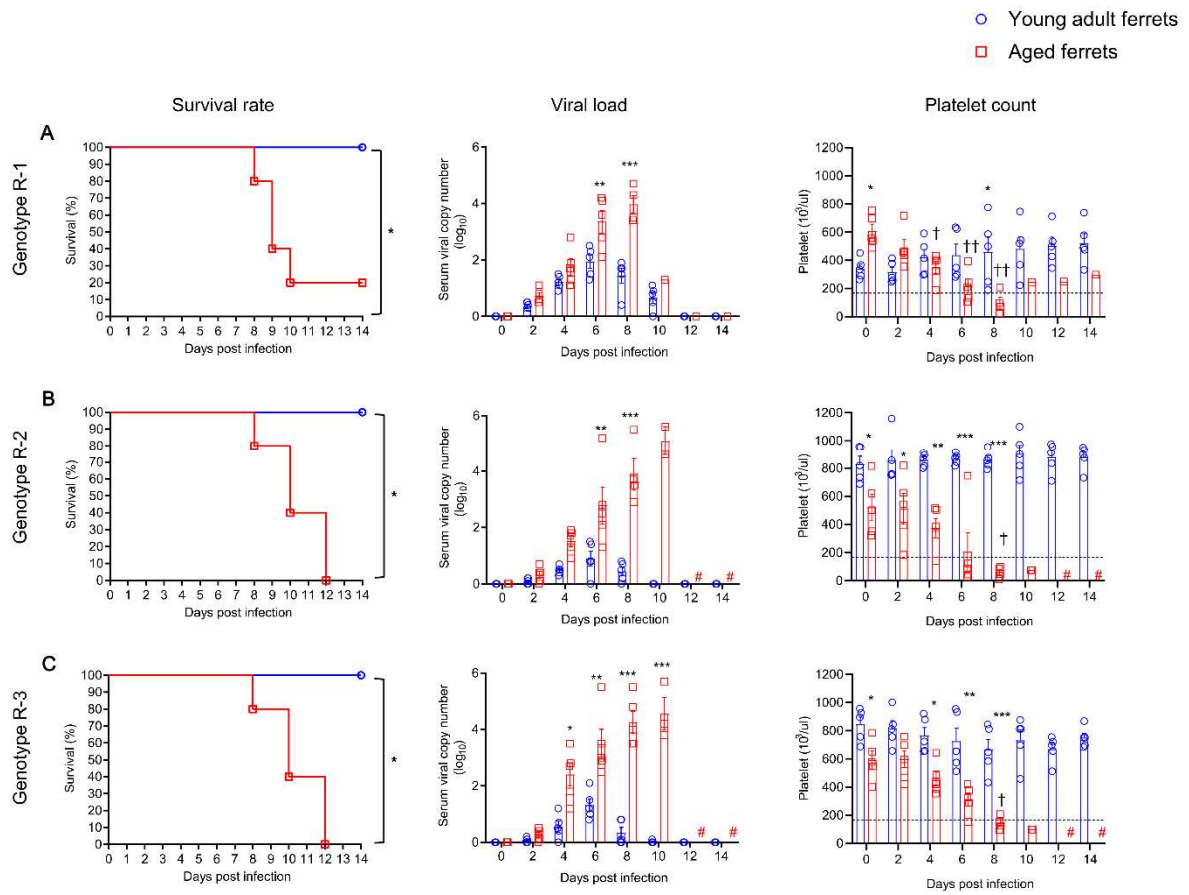 Young adult ferrets
Aged ferrets
Survival rate
Viral load
Platelet count
A
Genotype R-1
Survival (%)
100
90
80
70
60
50
40
30
20
10
0
0 1 2 3 4 5 6 7 8 9 10 11 12 13 14
Days post infection
*
Serum viral copy number
(log10)
6
4
2
0
** ***
0 2 4 6 8 10 12 14
Days post infection
Platelet (10³/ul)
1200
1000
800
600
400
200
0
* † †† * ††
0 2 4 6 8 10 12 14
Days post infection
B
Genotype R-2
Survival (%)
100
90
80
70
60
50
40
30
20
10
0
0 1 2 3 4 5 6 7 8 9 10 11 12 13 14
Days post infection
*
Serum viral copy number
(log10)
6
4
2
0
** ***
# #
0 2 4 6 8 10 12 14
Days post infection
Platelet (10³/ul)
1200
1000
800
600
400
200
0
* * ** *** ***
†
# #
0 2 4 6 8 10 12 14
Days post infection
C
Genotype R-3
Survival (%)
100
90
80
70
60
50
40
30
20
10
0
0 1 2 3 4 5 6 7 8 9 10 11 12 13 14
Days post infection
*
Serum viral copy number
(log10)
6
4
2
0
* ** *** ***
# #
0 2 4 6 8 10 12 14
Days post infection
Platelet (10³/ul)
1200
1000
800
600
400
200
0
* * ** ***
†
# #
0 2 4 6 8 10 12 14
Days post infection